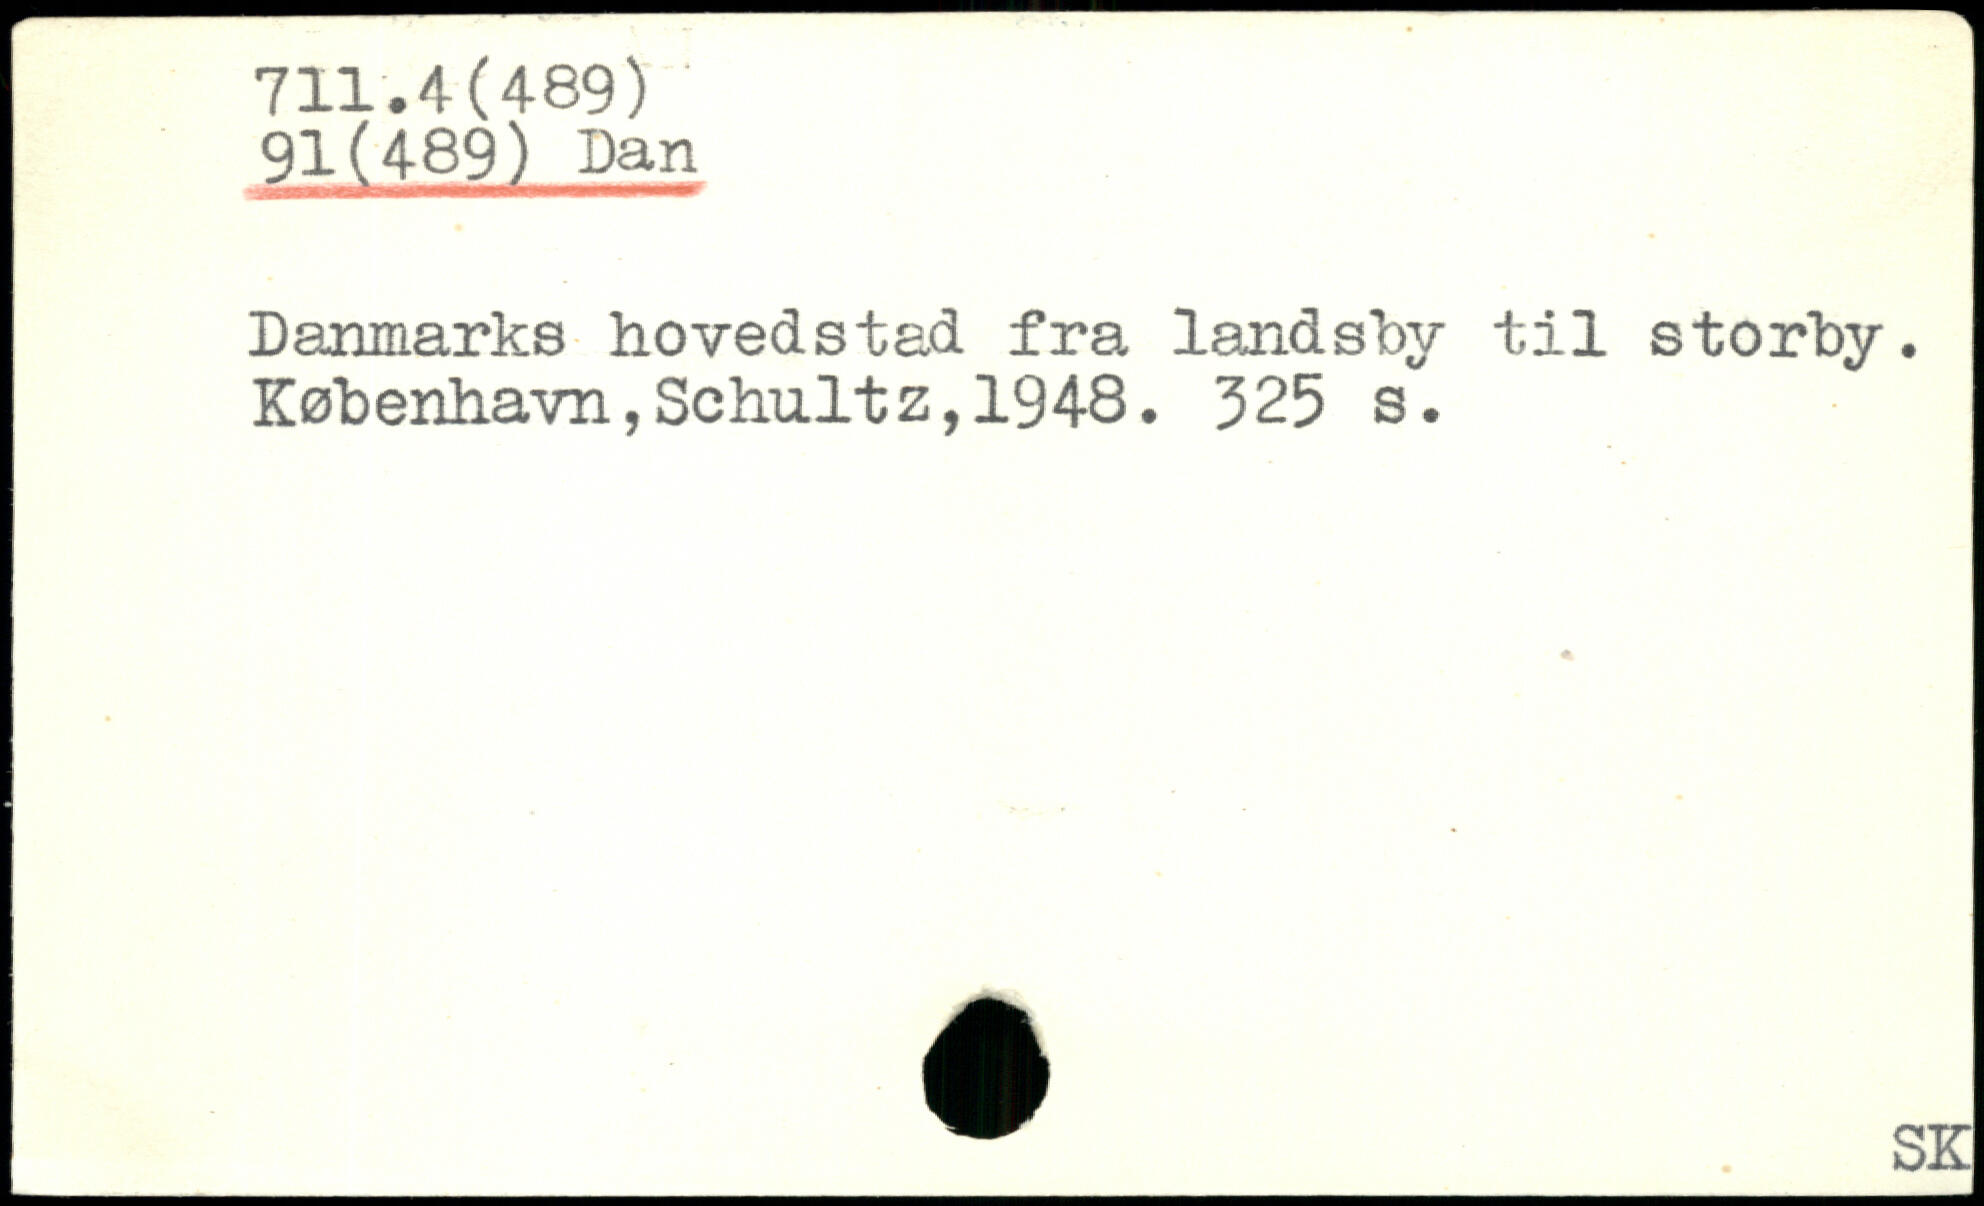 711.4(489)
91(489) Dan
Danmarks hovedstad fra landsby til storby.
København,Schultz,1948. 325 s.
SK